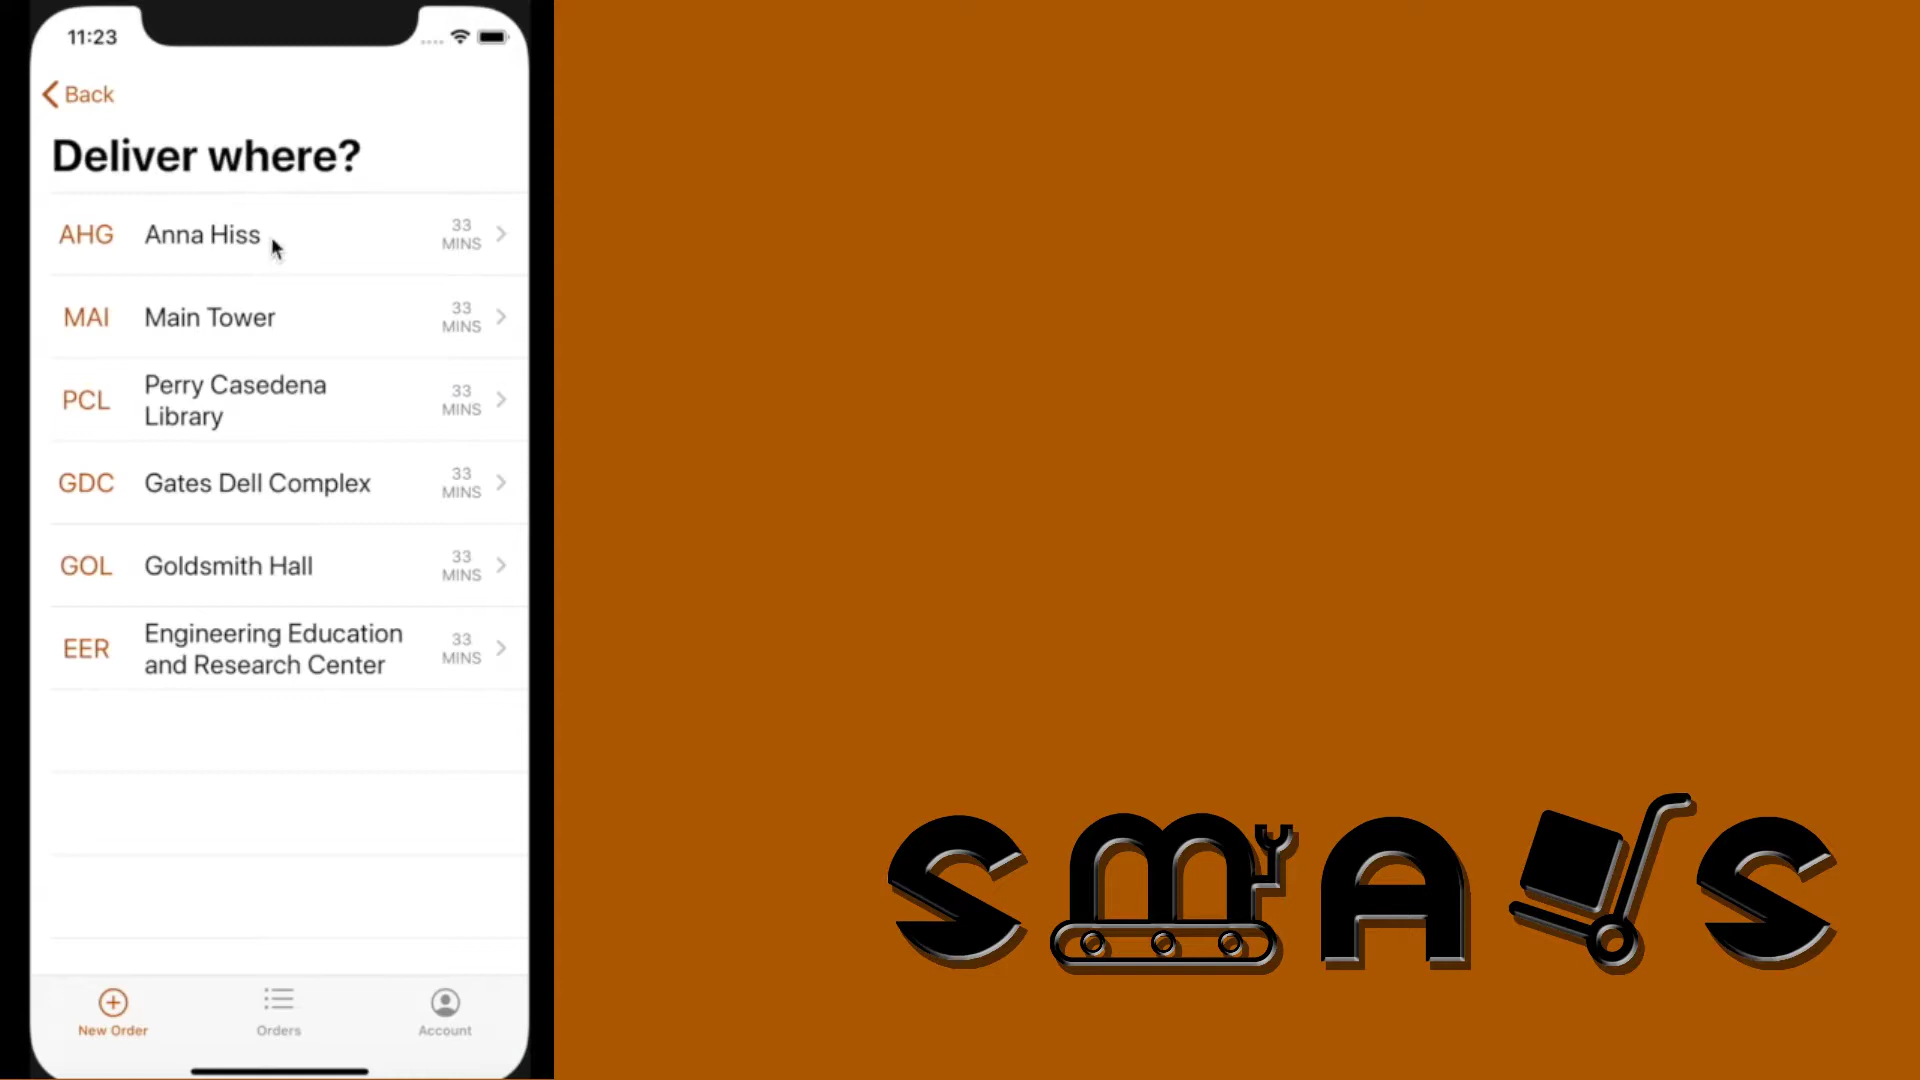 11:23
Back
Deliver where?
AHG Anna Hiss 33 MINS
MAI Main Tower 33 MINS
PCL Perry Casedena Library 33 MINS
GDC Gates Dell Complex 33 MINS
GOL Goldsmith Hall 33 MINS
EER Engineering Education and Research Center 33 MINS
New Order Orders Account
SMALS